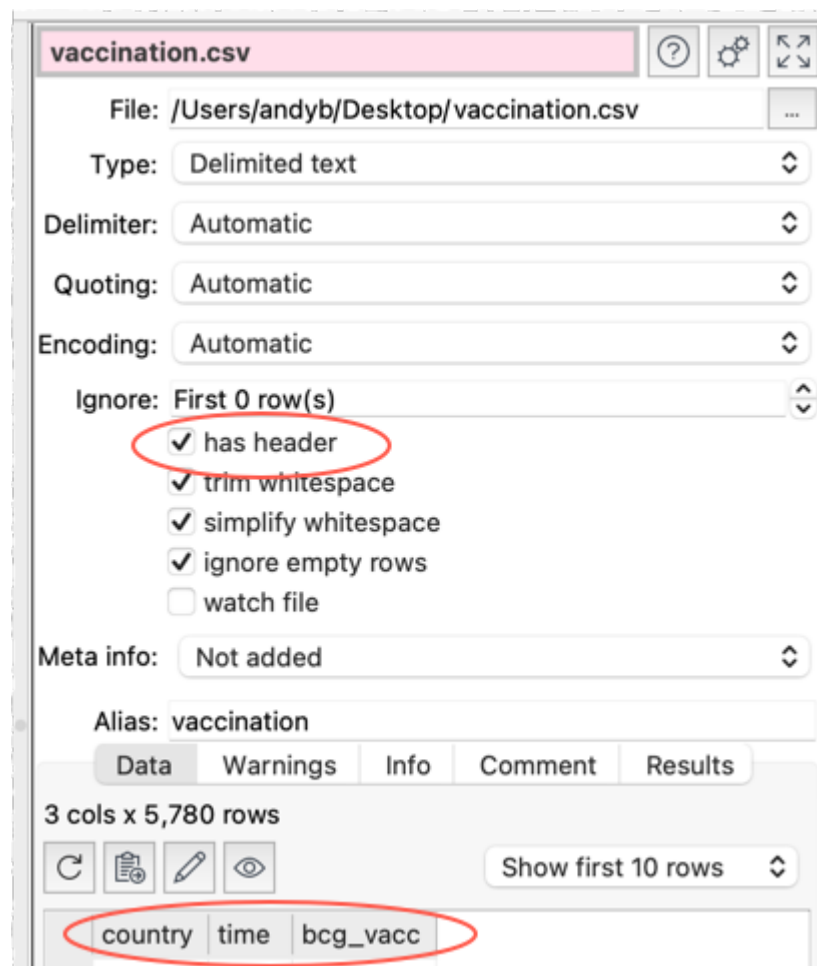 vaccination.csv
File: /Users/andyb/Desktop/vaccination.csv ...
Type: Delimited text
Delimiter: Automatic
Quoting: Automatic
Encoding: Automatic
Ignore: First 0 row(s)
has header
trim whitespace
simplify whitespace
ignore empty rows
watch file
Meta info: Not added
Alias: vaccination
Data Warnings Info Comment Results
3 cols x 5,780 rows
Show first 10 rows
country time bcg_vacc